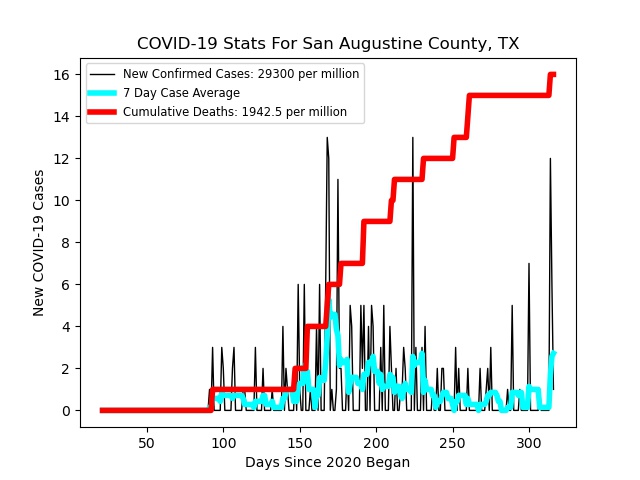 COVID-19 Stats For San Augustine County, TX
New Confirmed Cases: 29300 per million
7 Day Case Average
Cumulative Deaths: 1942.5 per million
16
14
12
10
8
6
4
2
0
New COVID-19 Cases
50
100
150
200
250
300
Days Since 2020 Began